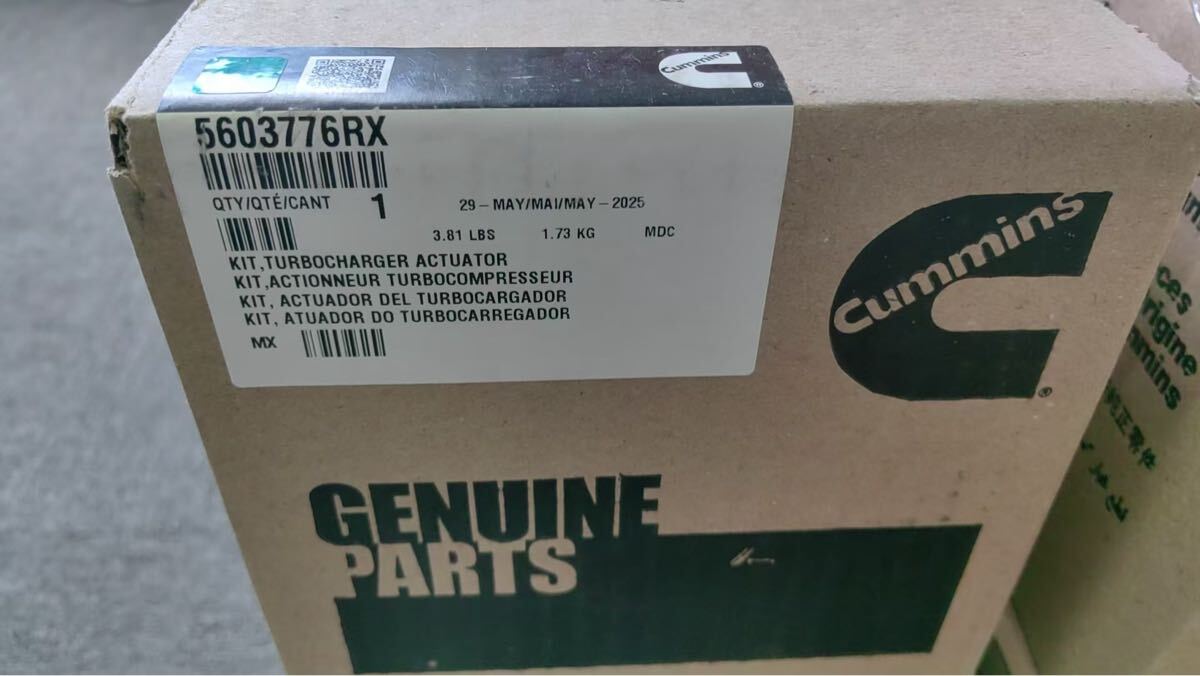 Cummins
®
5603776RX
QTY/QTÉ/CANT 1 29-MAY/MAI/MAY-2025
3.81 LBS 1.73 KG MDC
KIT,TURBOCHARGER ACTUATOR
KIT,ACTIONNEUR TURBOCOMPRESSEUR
KIT, ACTUADOR DEL TURBOCARGADOR
KIT, ATUADOR DO TURBOCARREGADOR
MX
Cummins
®
GENUINE
PARTS